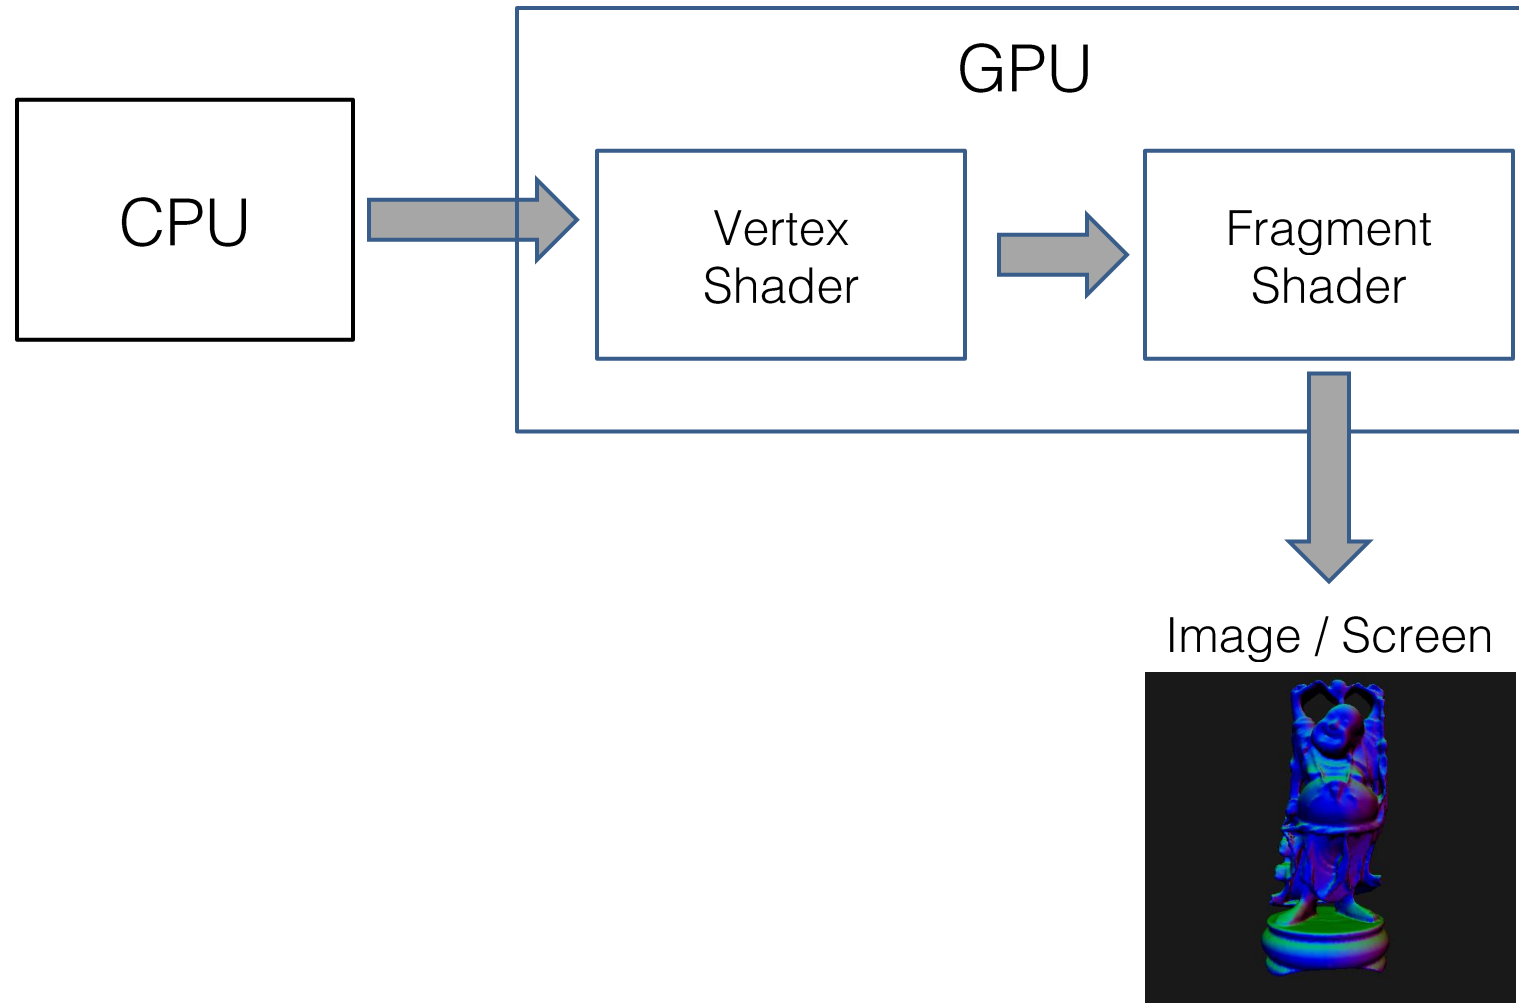 GPU
CPU
Vertex
Shader
Fragment
Shader
Image / Screen